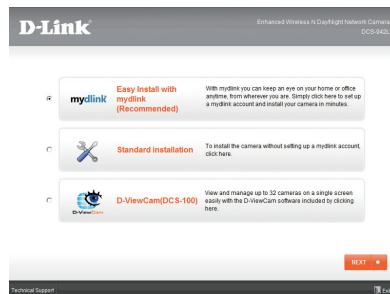 D-Link
Enhanced Wireless N Day/Night Network Camera
DCS-942L
mydlink
Easy Install with
mydlink
(Recommended)
With mydlink you can keep an eye on your home or office
anytime, from wherever you are. Simply click here to set up
a mydlink account and install your camera in minutes.
Standard installation
To install the camera without setting up a mydlink account,
click here.
D-ViewCam
D-ViewCam(DCS-100)
View and manage up to 32 cameras on a single screen
easily with the D-ViewCam software included by clicking
here.
NEXT
Technical Support
Exit